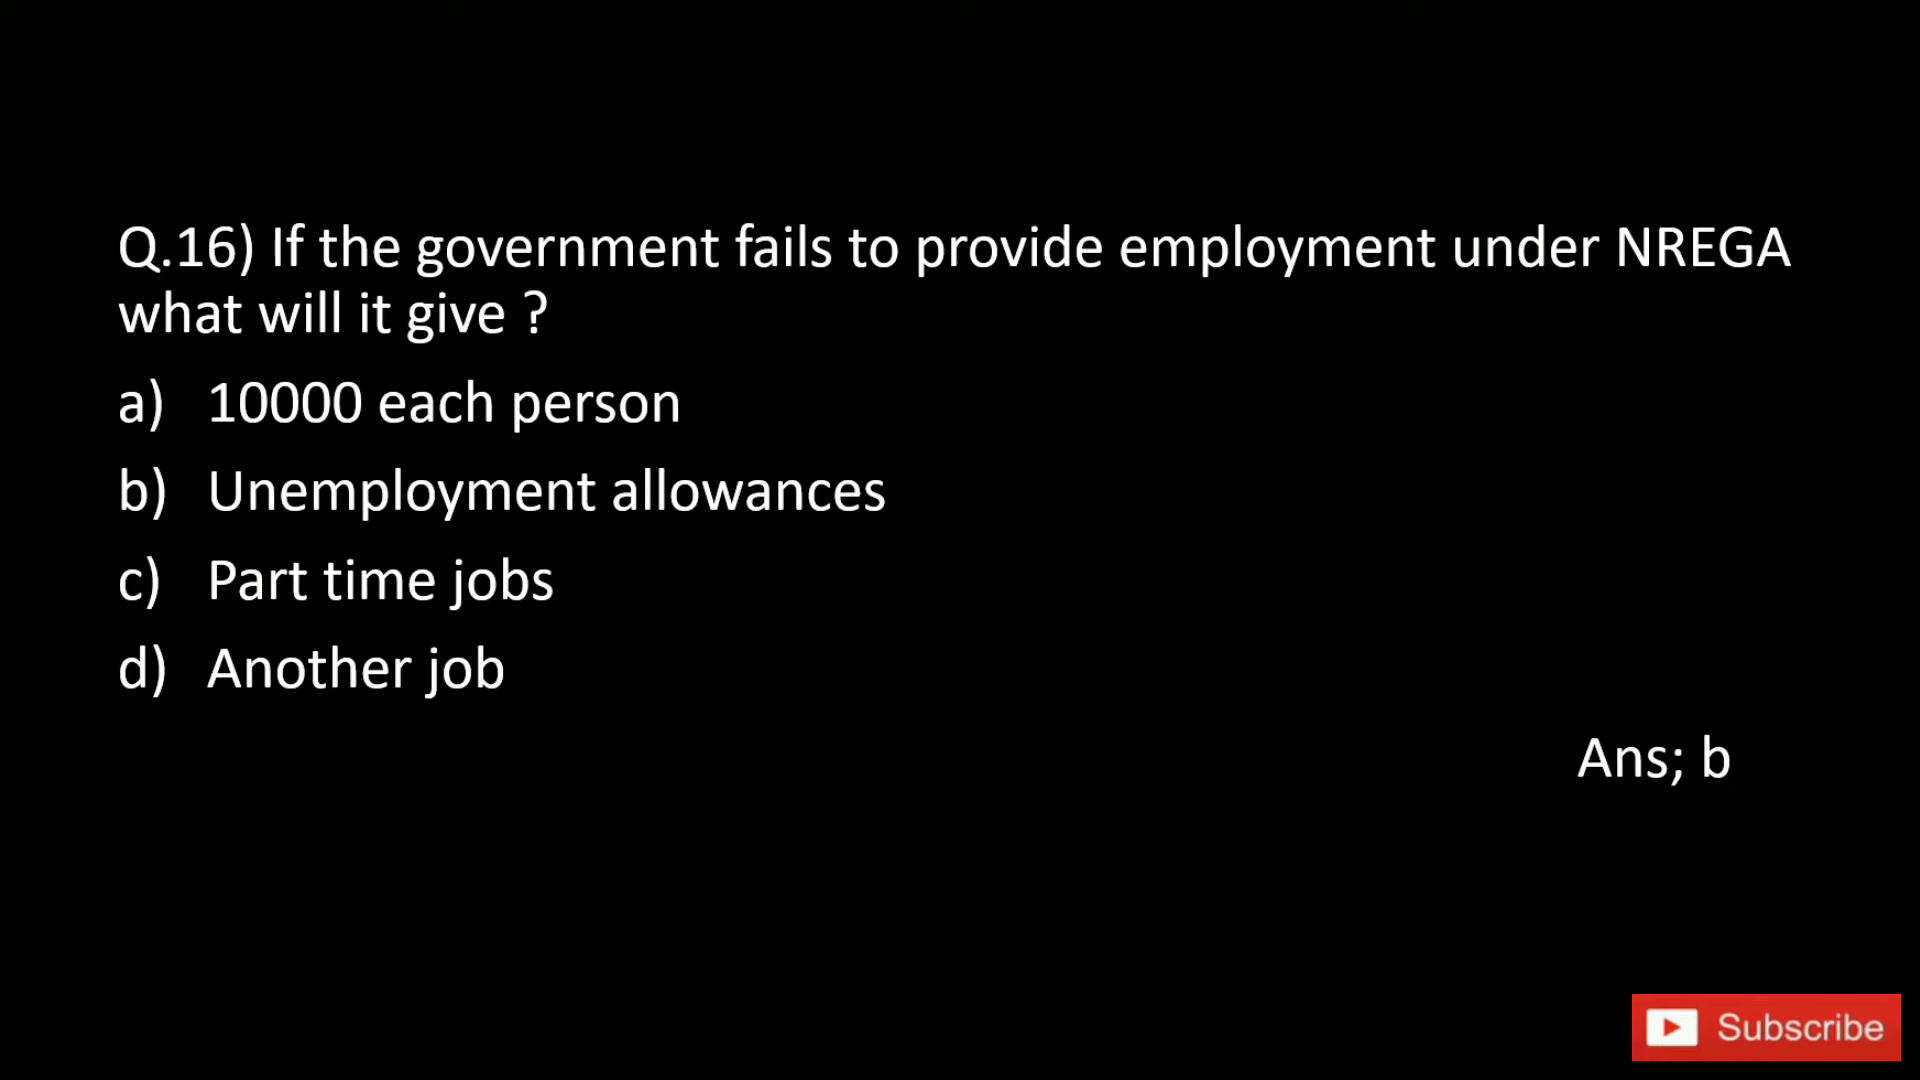 Q.16) If the government fails to provide employment under NREGA
what will it give ?
a) 10000 each person
b) Unemployment allowances
c) Part time jobs
d) Another job
Ans; b
Subscribe